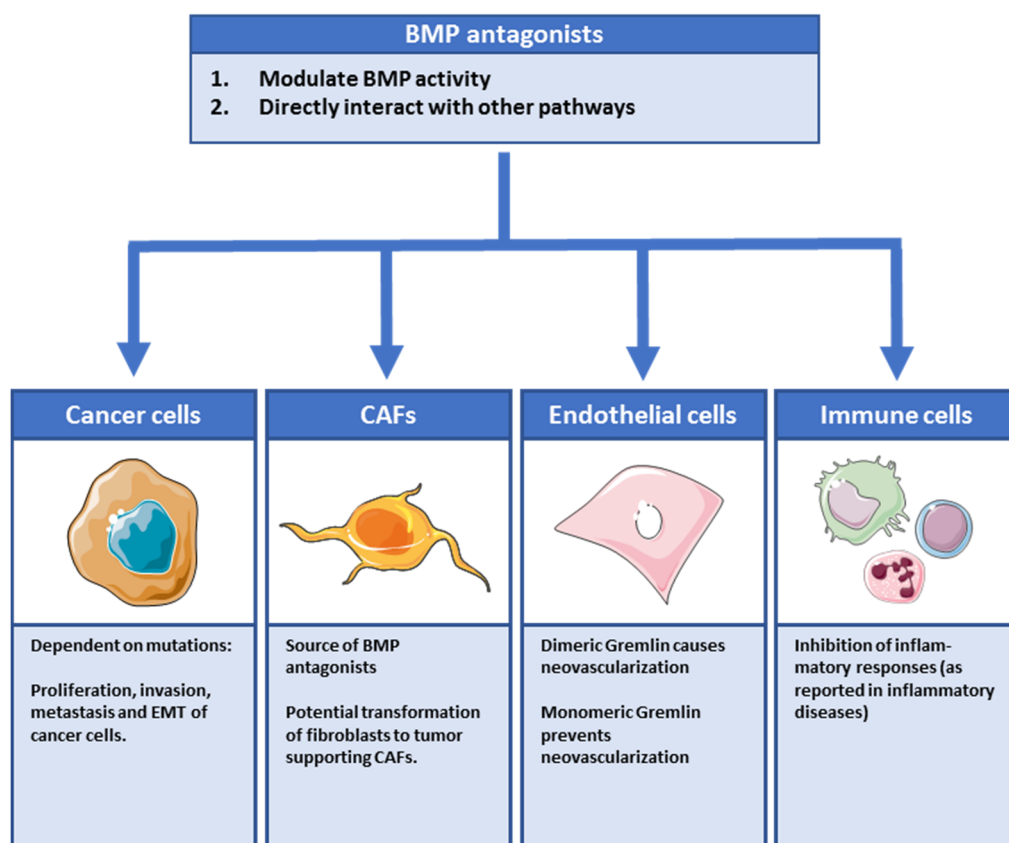 BMP antagonists
1. Modulate BMP activity
2. Directly interact with other pathways
Cancer cells
Dependent on mutations:
Proliferation, invasion,
metastasis and EMT of
cancer cells.
CAFs
Source of BMP
antagonists
Potential transformation
of fibroblasts to tumor
supporting CAFs.
Endothelial cells
Dimeric Gremlin causes
neovascularization
Monomeric Gremlin
prevents
neovascularization
Immune cells
Inhibition of inflam-
matory responses (as
reported in inflammatory
diseases)